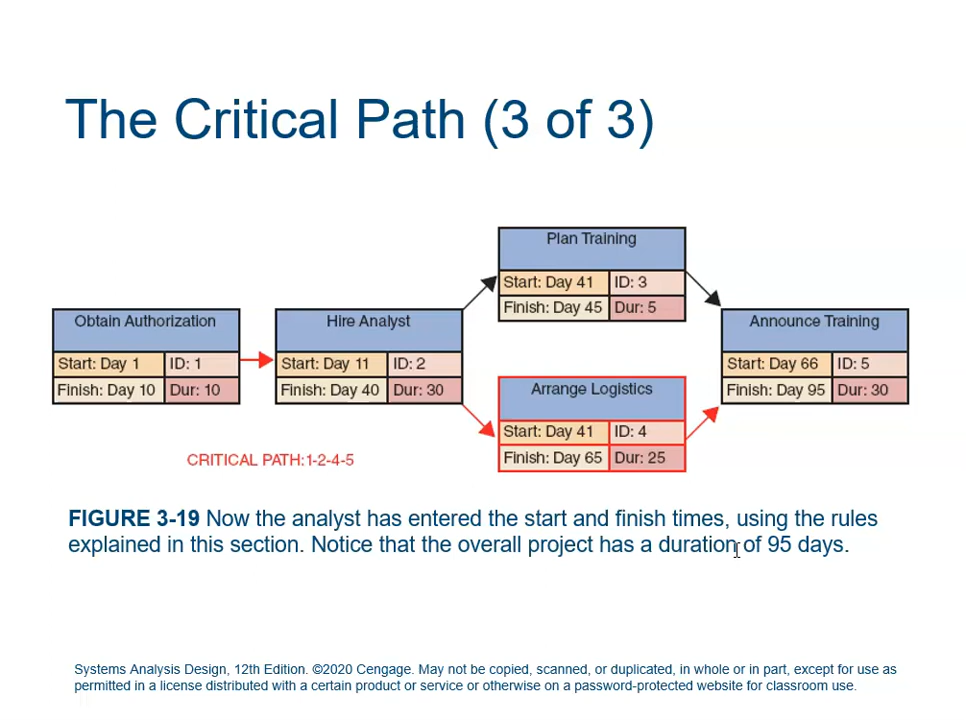 The Critical Path (3 of 3)
Plan Training
Start: Day 41 ID: 3
Finish: Day 45 Dur: 5
Obtain Authorization
Start: Day 1 ID: 1
Finish: Day 10 Dur: 10
Hire Analyst
Start: Day 11 ID: 2
Finish: Day 40 Dur: 30
Announce Training
Start: Day 66 ID: 5
Finish: Day 95 Dur: 30
Arrange Logistics
Start: Day 41 ID: 4
Finish: Day 65 Dur: 25
CRITICAL PATH:1-2-4-5
FIGURE 3-19 Now the analyst has entered the start and finish times, using the rules
explained in this section. Notice that the overall project has a duration of 95 days.
Systems Analysis Design, 12th Edition. ©2020 Cengage. May not be copied, scanned, or duplicated, in whole or in part, except for use as
permitted in a license distributed with a certain product or service or otherwise on a password-protected website for classroom use.